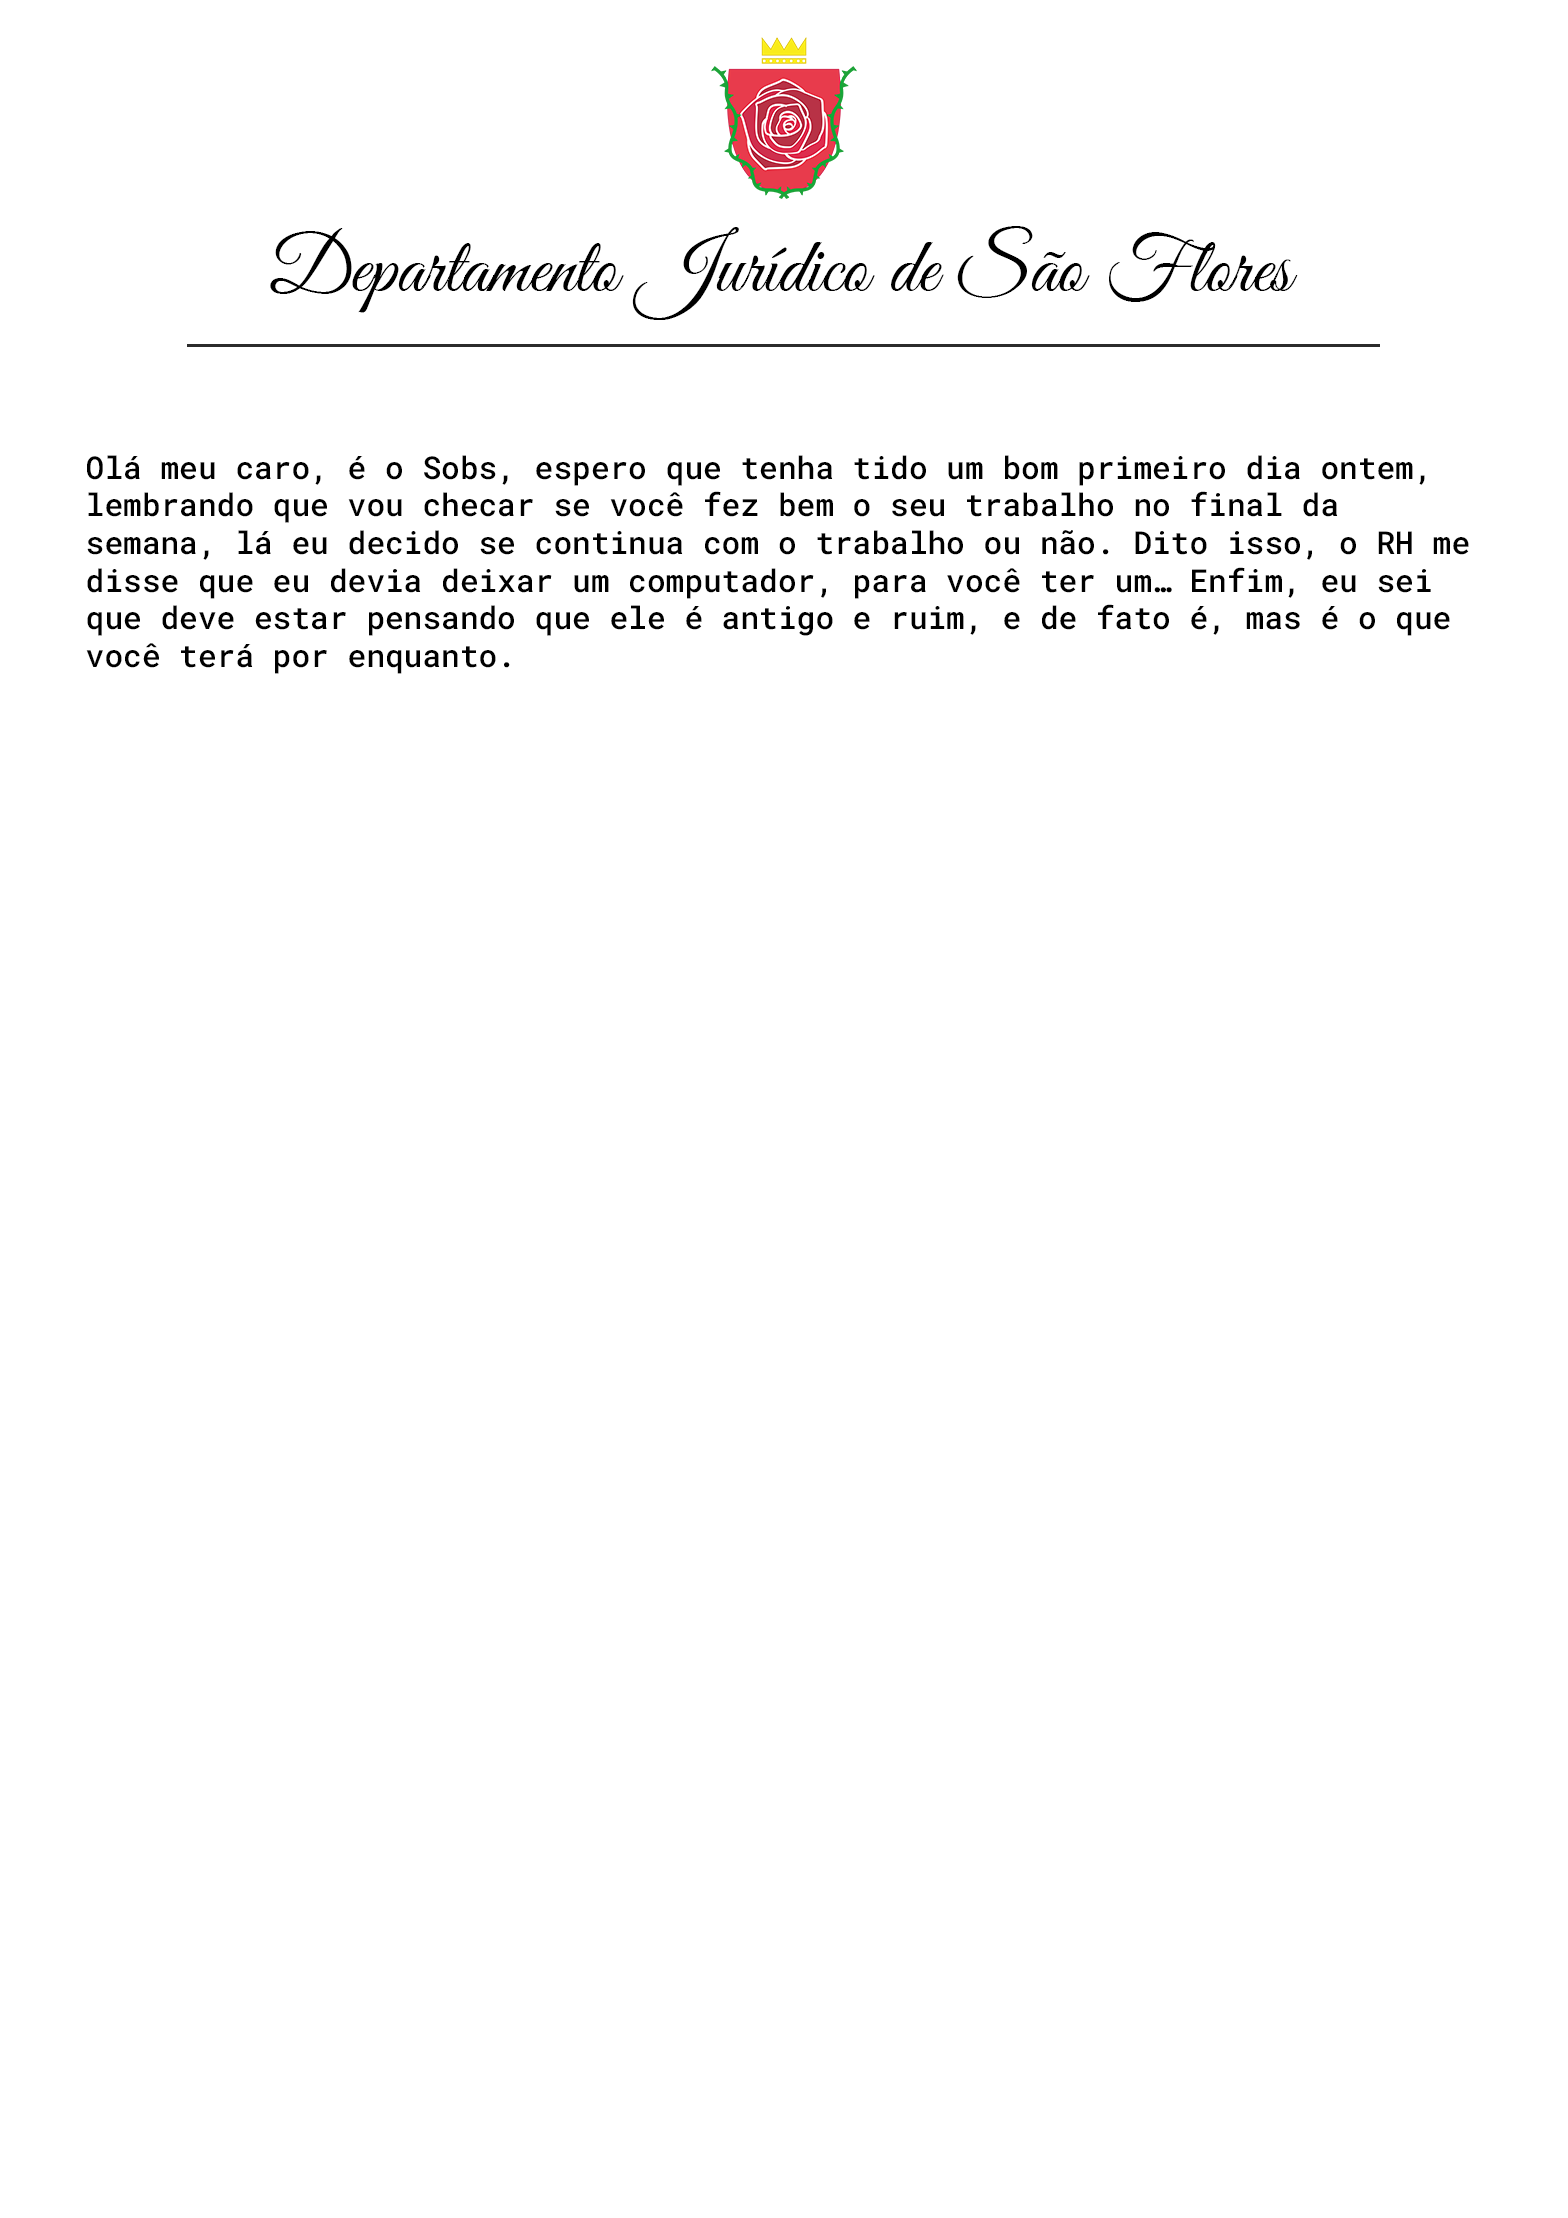 Departamento Jurídico de São Flores
Olá meu caro, é o Sobs, espero que tenha tido um bom primeiro dia ontem,
lembrando que vou checar se você fez bem o seu trabalho no final da
semana, lá eu decido se continua com o trabalho ou não. Dito isso, o RH me
disse que eu devia deixar um computador, para você ter um… Enfim, eu sei
que deve estar pensando que ele é antigo e ruim, e de fato é, mas é o que
você terá por enquanto.